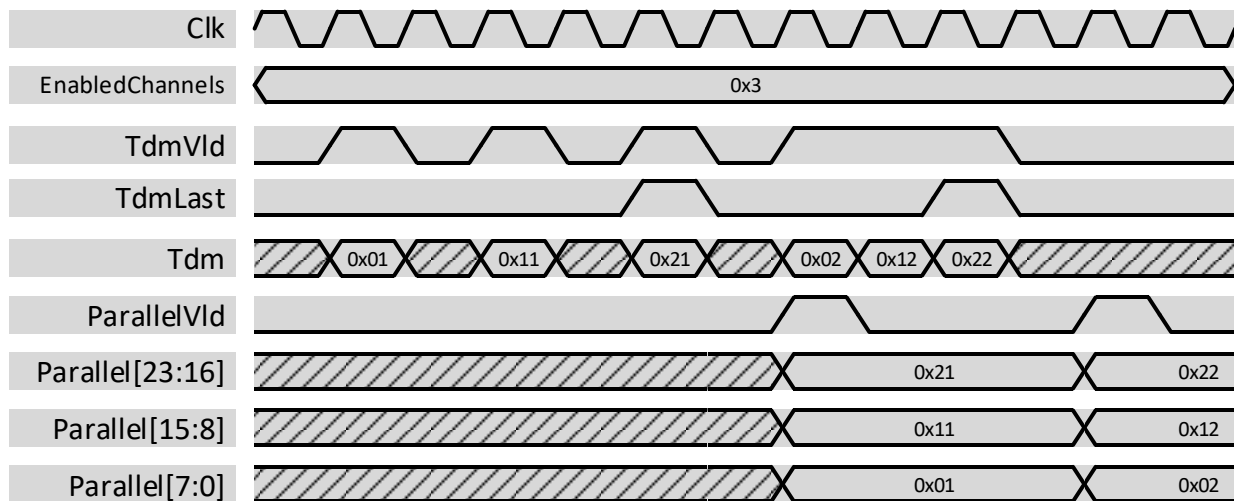 Clk
EnabledChannels 0x3
TdmVld
TdmLast
Tdm 0x01 0x11 0x21 0x02 0x12 0x22
ParallelVld
Parallel[23:16] 0x21 0x22
Parallel[15:8] 0x11 0x12
Parallel[7:0] 0x01 0x02